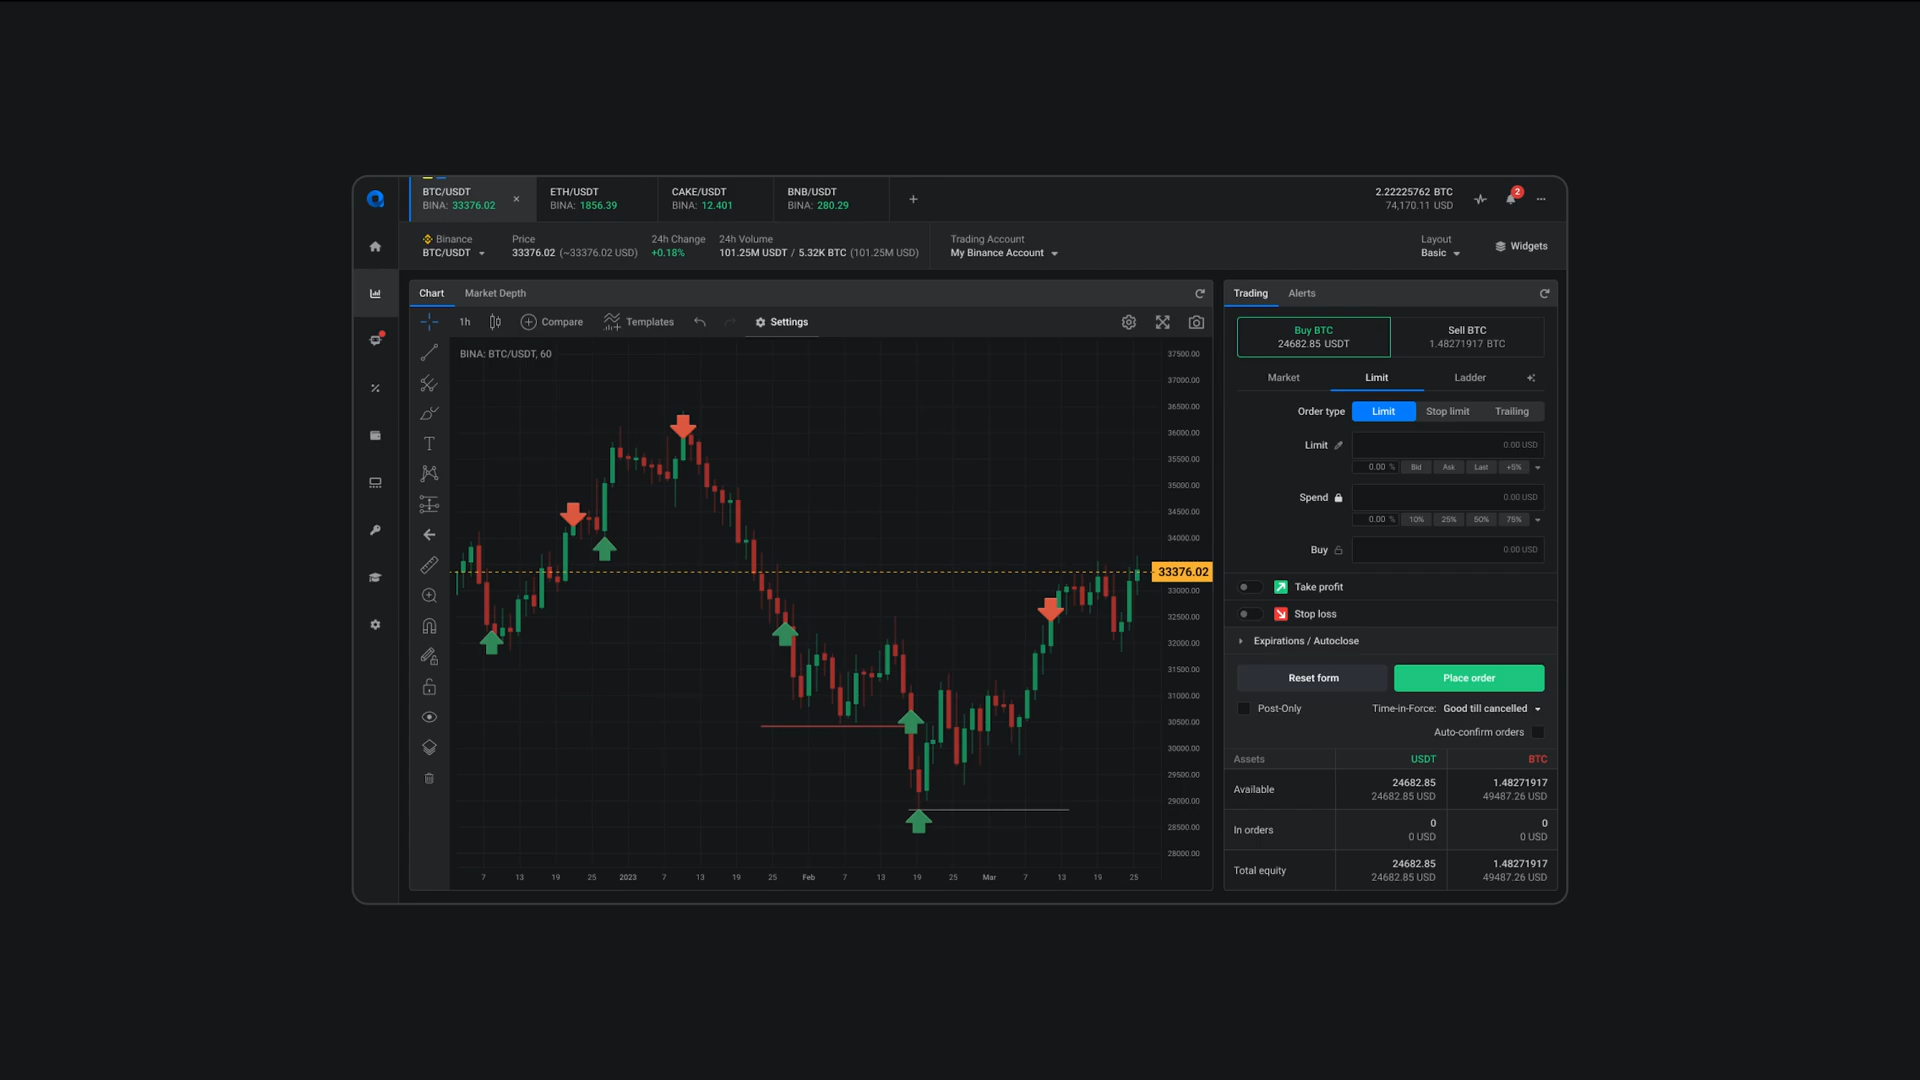 BTC/USDT
BINA: 33376.02
ETH/USDT
BINA: 1856.39
CAKE/USDT
BINA: 12.401
BNB/USDT
BINA: 280.29
2.22225762 BTC
74,170.11 USD
2
Binance
BTC/USDT
Price
33376.02 (~33376.02 USD)
24h Change
+0.18%
24h Volume
101.25M USDT / 5.32K BTC (101.25M USD)
Trading Account
My Binance Account
Layout
Basic
Widgets
Chart
Market Depth
1h
Compare
Templates
Settings
BINA: BTC/USDT, 60
37500.00
37000.00
36500.00
36000.00
35500.00
35000.00
34500.00
34000.00
33376.02
33000.00
32500.00
32000.00
31500.00
31000.00
30500.00
30000.00
29500.00
29000.00
28500.00
28000.00
7 13 19 25 2023 7 13 19 25 Feb 7 13 19 25 Mar 7 13 19 25
Trading
Alerts
Buy BTC
24682.85 USDT
Sell BTC
1.48271917 BTC
Market
Limit
Ladder
Order type
Limit
Stop limit
Trailing
Limit
0.00 USD
0.00 % Bid Ask Last +5%
Spend
0.00 USD
0.00 % 10% 25% 50% 75%
Buy
0.00 USD
Take profit
Stop loss
Expirations / Autoclose
Reset form
Place order
Post-Only
Time-in-Force: Good till cancelled
Auto-confirm orders
Assets USDT BTC
Available
24682.85
24682.85 USD
1.48271917
49487.26 USD
In orders
0
0 USD
0
0 USD
Total equity
24682.85
24682.85 USD
1.48271917
49487.26 USD